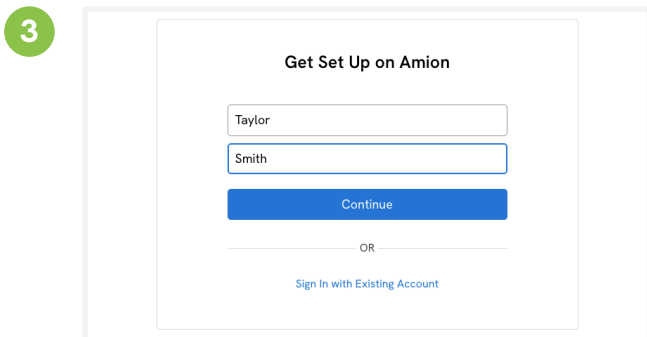 3
Get Set Up on Amion
Taylor
Smith
Continue
OR
Sign In with Existing Account